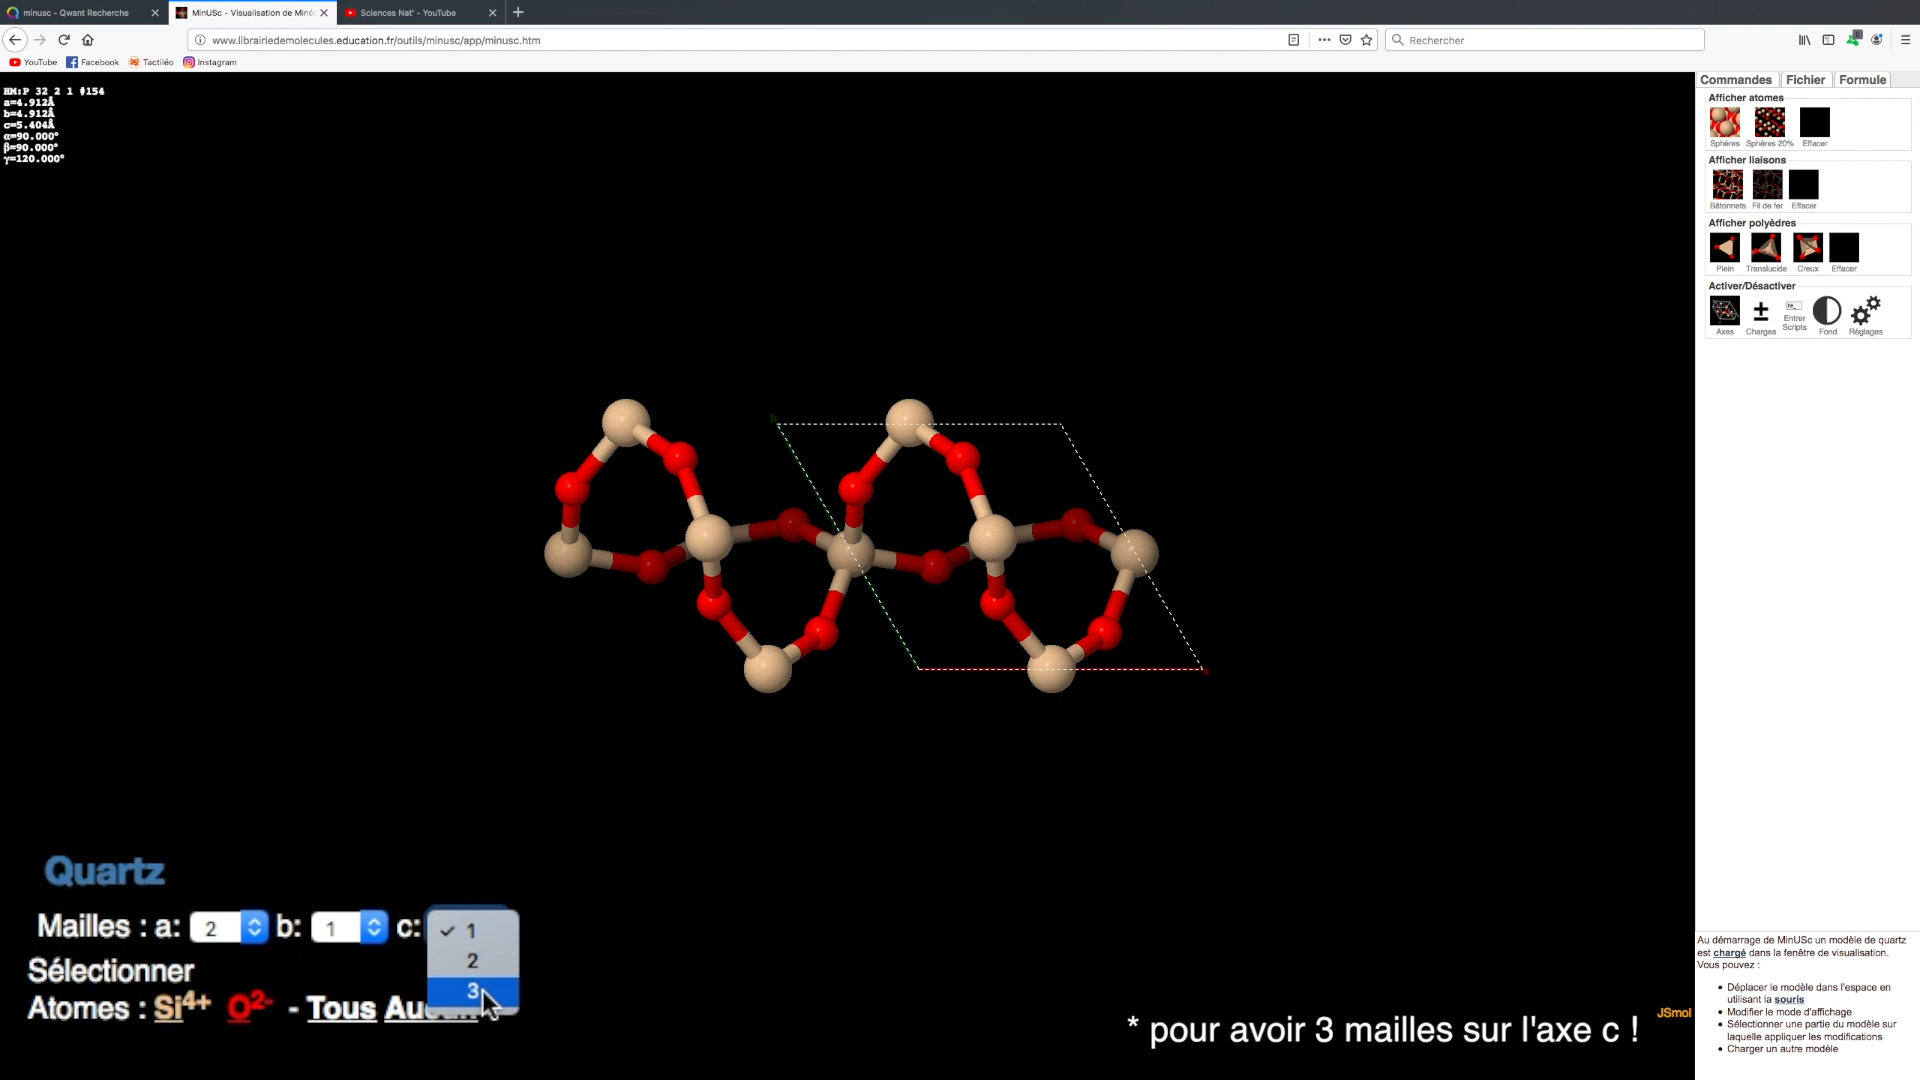 minusc - Qwant Recherche
MinUSc - Visualisation de Miné
Sciences Nat' - YouTube
www.librairiedemolecules.education.fr/outils/minusc/app/minusc.htm
Rechercher
YouTube Facebook Tactiléo Instagram
HM:P 32 2 1 #154
a=4.912Å
b=4.912Å
c=5.404Å
α=90.000°
β=90.000°
γ=120.000°
Commandes Fichier Formule
Afficher atomes
Sphères Sphères 20% Effacer
Afficher liaisons
Bâtonnets Fil de fer Effacer
Afficher polyèdres
Plein Translucide Creux Effacer
Activer/Désactiver
Axes Charges Entrer Scripts Fond Réglages
b
a
Quartz
Mailles : a: 2 b: 1 c: ✓ 1
2
3
Sélectionner
Atomes : Si4+ O2- - Tous
* pour avoir 3 mailles sur l'axe c !
JSmol
Au démarrage de MinUSc un modèle de quartz
est chargé dans la fenêtre de visualisation.
Vous pouvez :
• Déplacer le modèle dans l'espace en
utilisant la souris
• Modifier le mode d'affichage
• Sélectionner une partie du modèle sur
laquelle appliquer les modifications
• Charger un autre modèle